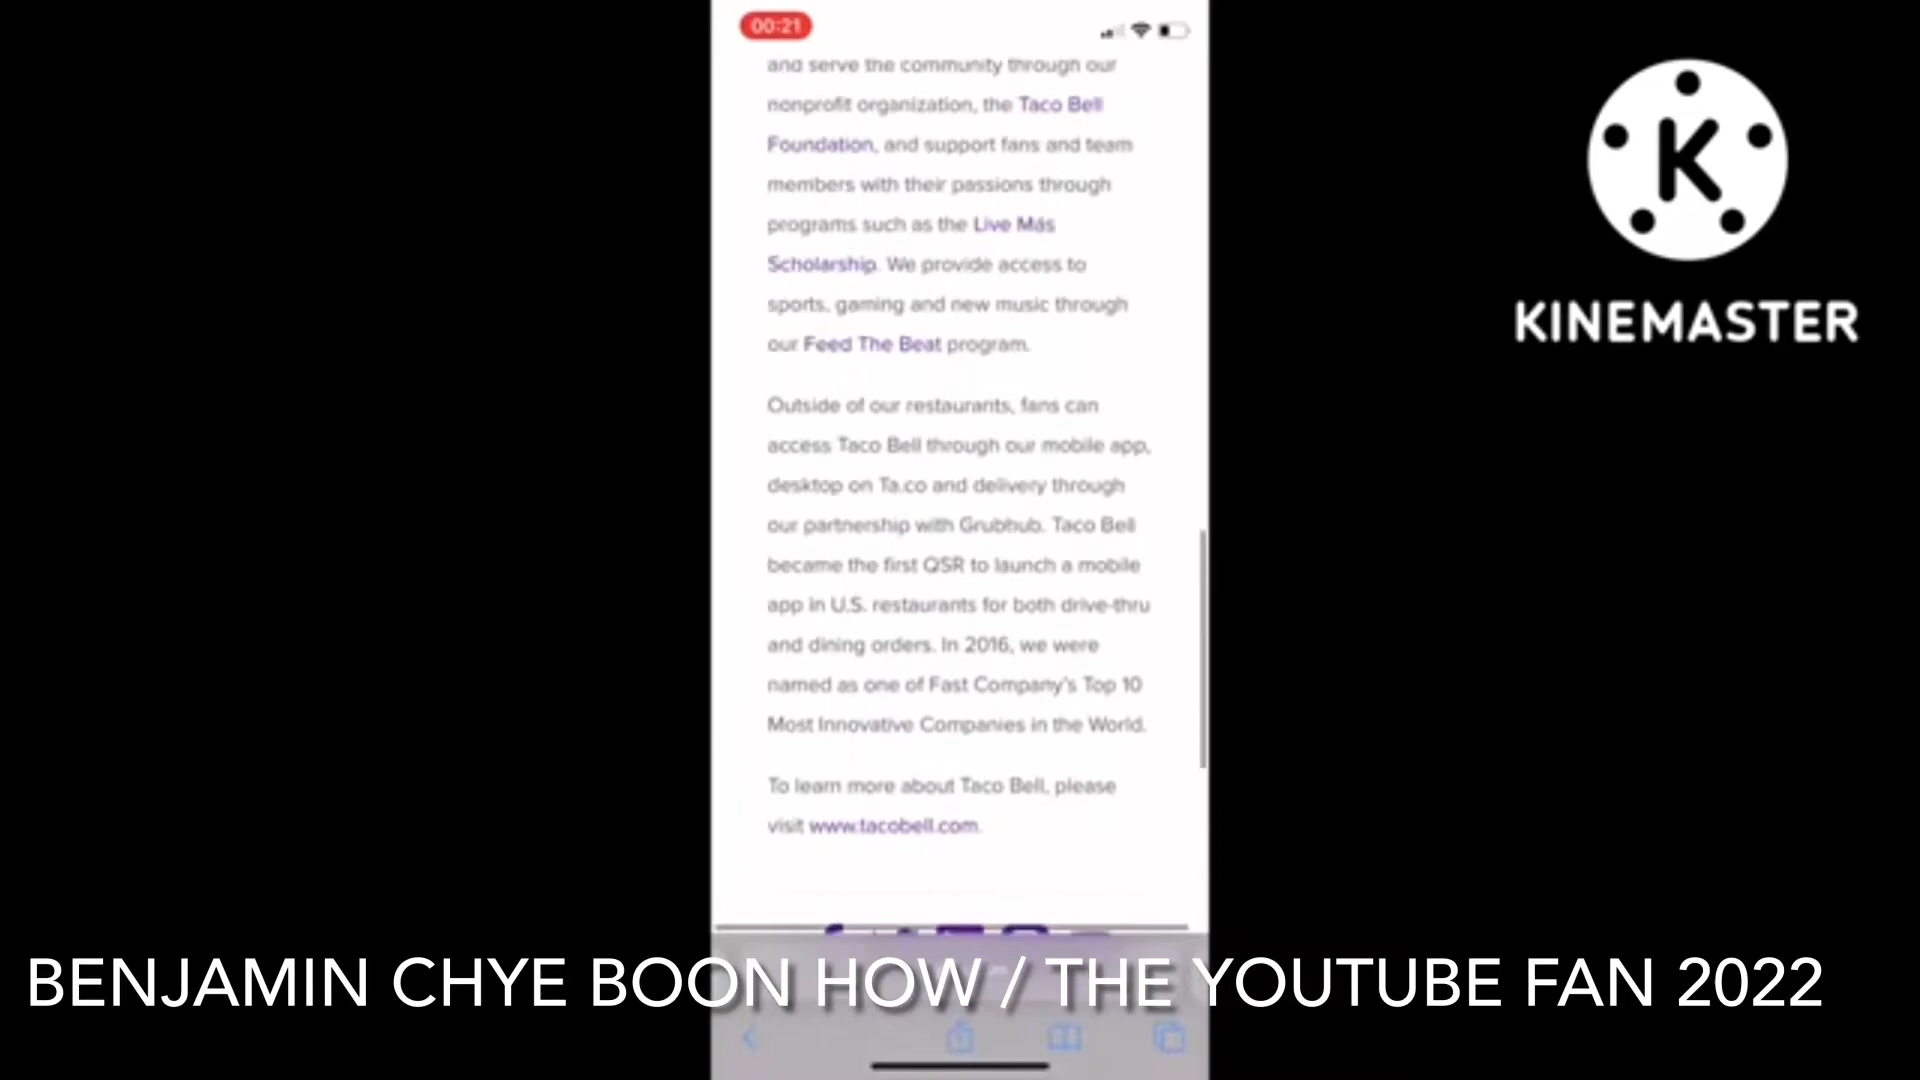 00:21
and serve the community through our
nonprofit organization, the Taco Bell
Foundation, and support fans and team
members with their passions through
programs such as the Live Más
Scholarship. We provide access to
sports, gaming and new music through
our Feed The Beat program.
Outside of our restaurants, fans can
access Taco Bell through our mobile app,
desktop on Ta.co and delivery through
our partnership with Grubhub. Taco Bell
became the first QSR to launch a mobile
app in U.S. restaurants for both drive-thru
and dining orders. In 2016, we were
named as one of Fast Company's Top 10
Most Innovative Companies in the World.
To learn more about Taco Bell, please
visit www.tacobell.com.
K
KINEMASTER
BENJAMIN CHYE BOON HOW / THE YOUTUBE FAN 2022